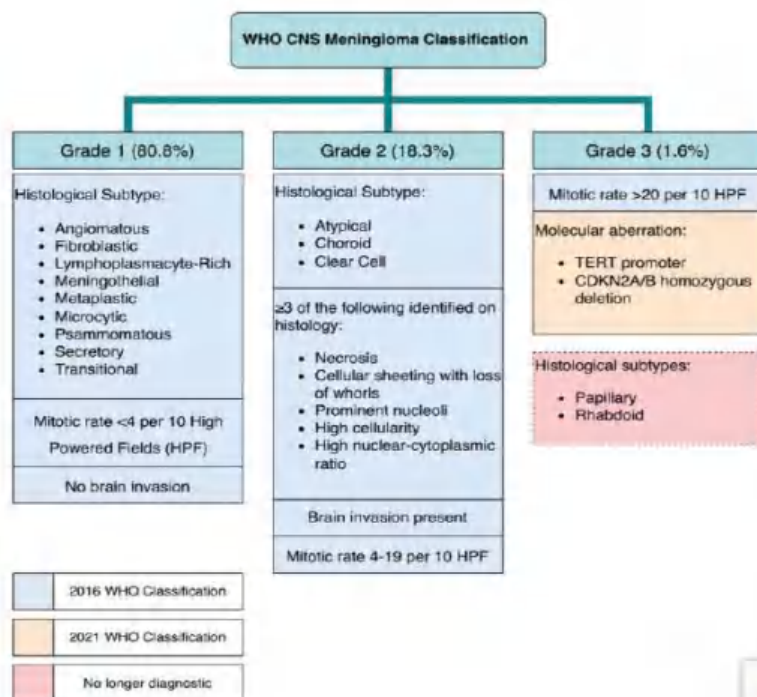 WHO CNS Meningioma Classification
Grade 1 (80.8%)
Histological Subtype:
• Angiomatous
• Fibroblastic
• Lymphoplasmacyte-Rich
• Meningothelial
• Metaplastic
• Microcytic
• Psammomatous
• Secretory
• Transitional
Mitotic rate <4 per 10 High
Powered Fields (HPF)
No brain invasion
Grade 2 (18.3%)
Histological Subtype:
• Atypical
• Choroid
• Clear Cell
≥3 of the following identified on
histology:
• Necrosis
• Cellular sheeting with loss
of whorls
• Prominent nucleoli
• High cellularity
• High nuclear-cytoplasmic
ratio
Brain invasion present
Mitotic rate 4-19 per 10 HPF
Grade 3 (1.6%)
Mitotic rate >20 per 10 HPF
Molecular aberration:
• TERT promoter
• CDKN2A/B homozygous
deletion
Histological subtypes:
• Papillary
• Rhabdoid
2016 WHO Classification
2021 WHO Classification
No longer diagnostic